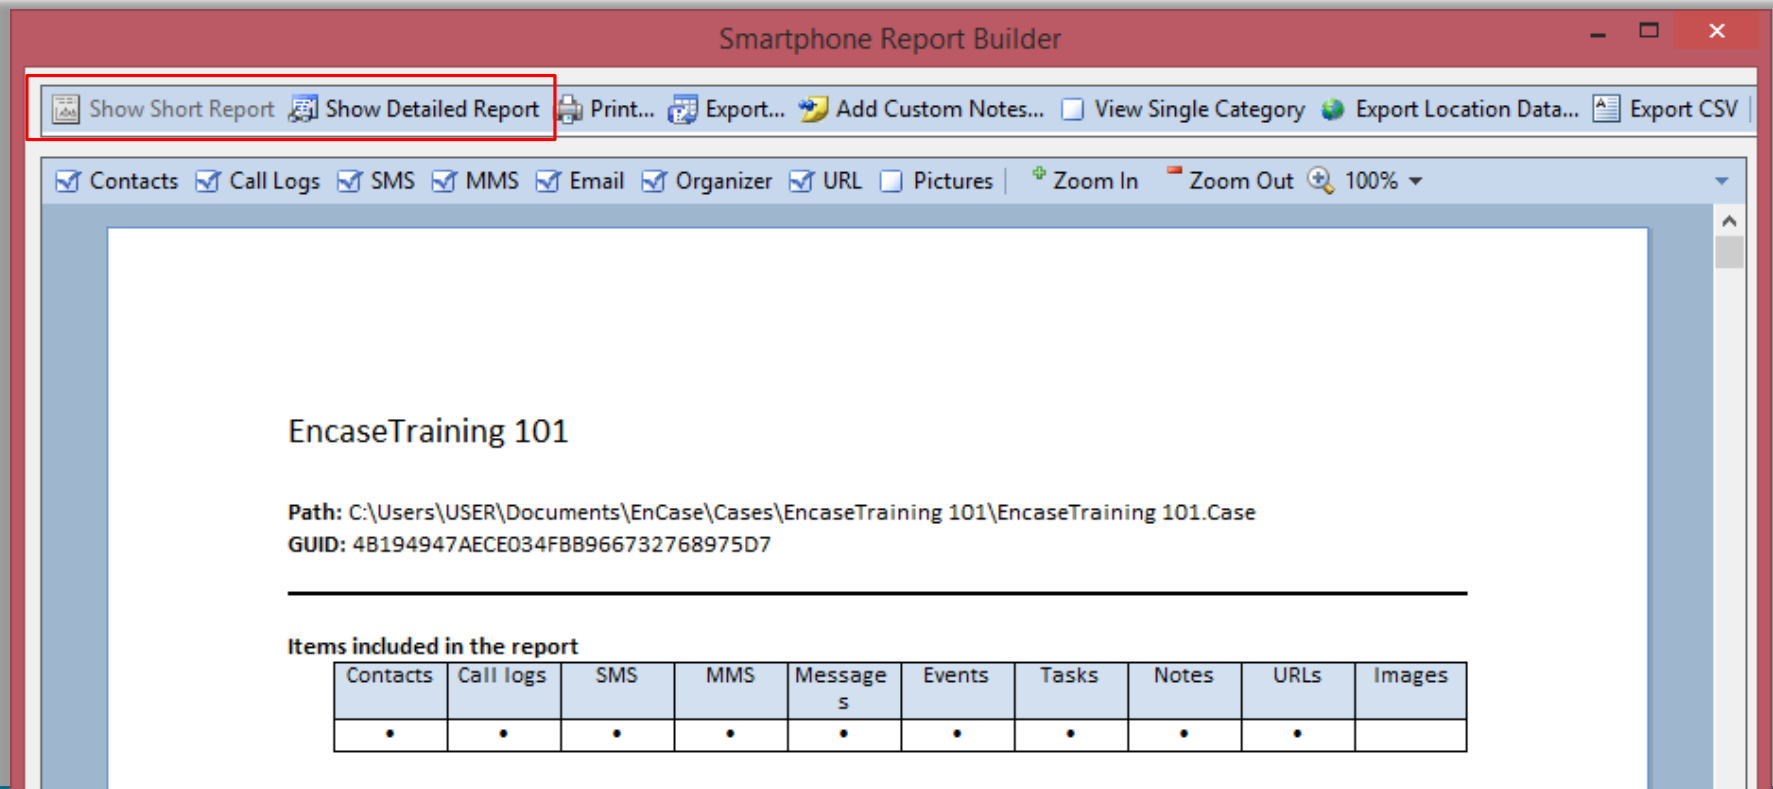 Smartphone Report Builder
Show Short Report Show Detailed Report Print... Export... Add Custom Notes... View Single Category Export Location Data... Export CSV
Contacts Call Logs SMS MMS Email Organizer URL Pictures Zoom In Zoom Out 100%
EncaseTraining 101
Path: C:\Users\USER\Documents\EnCase\Cases\EncaseTraining 101\EncaseTraining 101.Case
GUID: 4B194947AECE034FBB966732768975D7
Items included in the report
Contacts Call logs SMS MMS Message Events Tasks Notes URLs Images
s
• • • • • • • • •